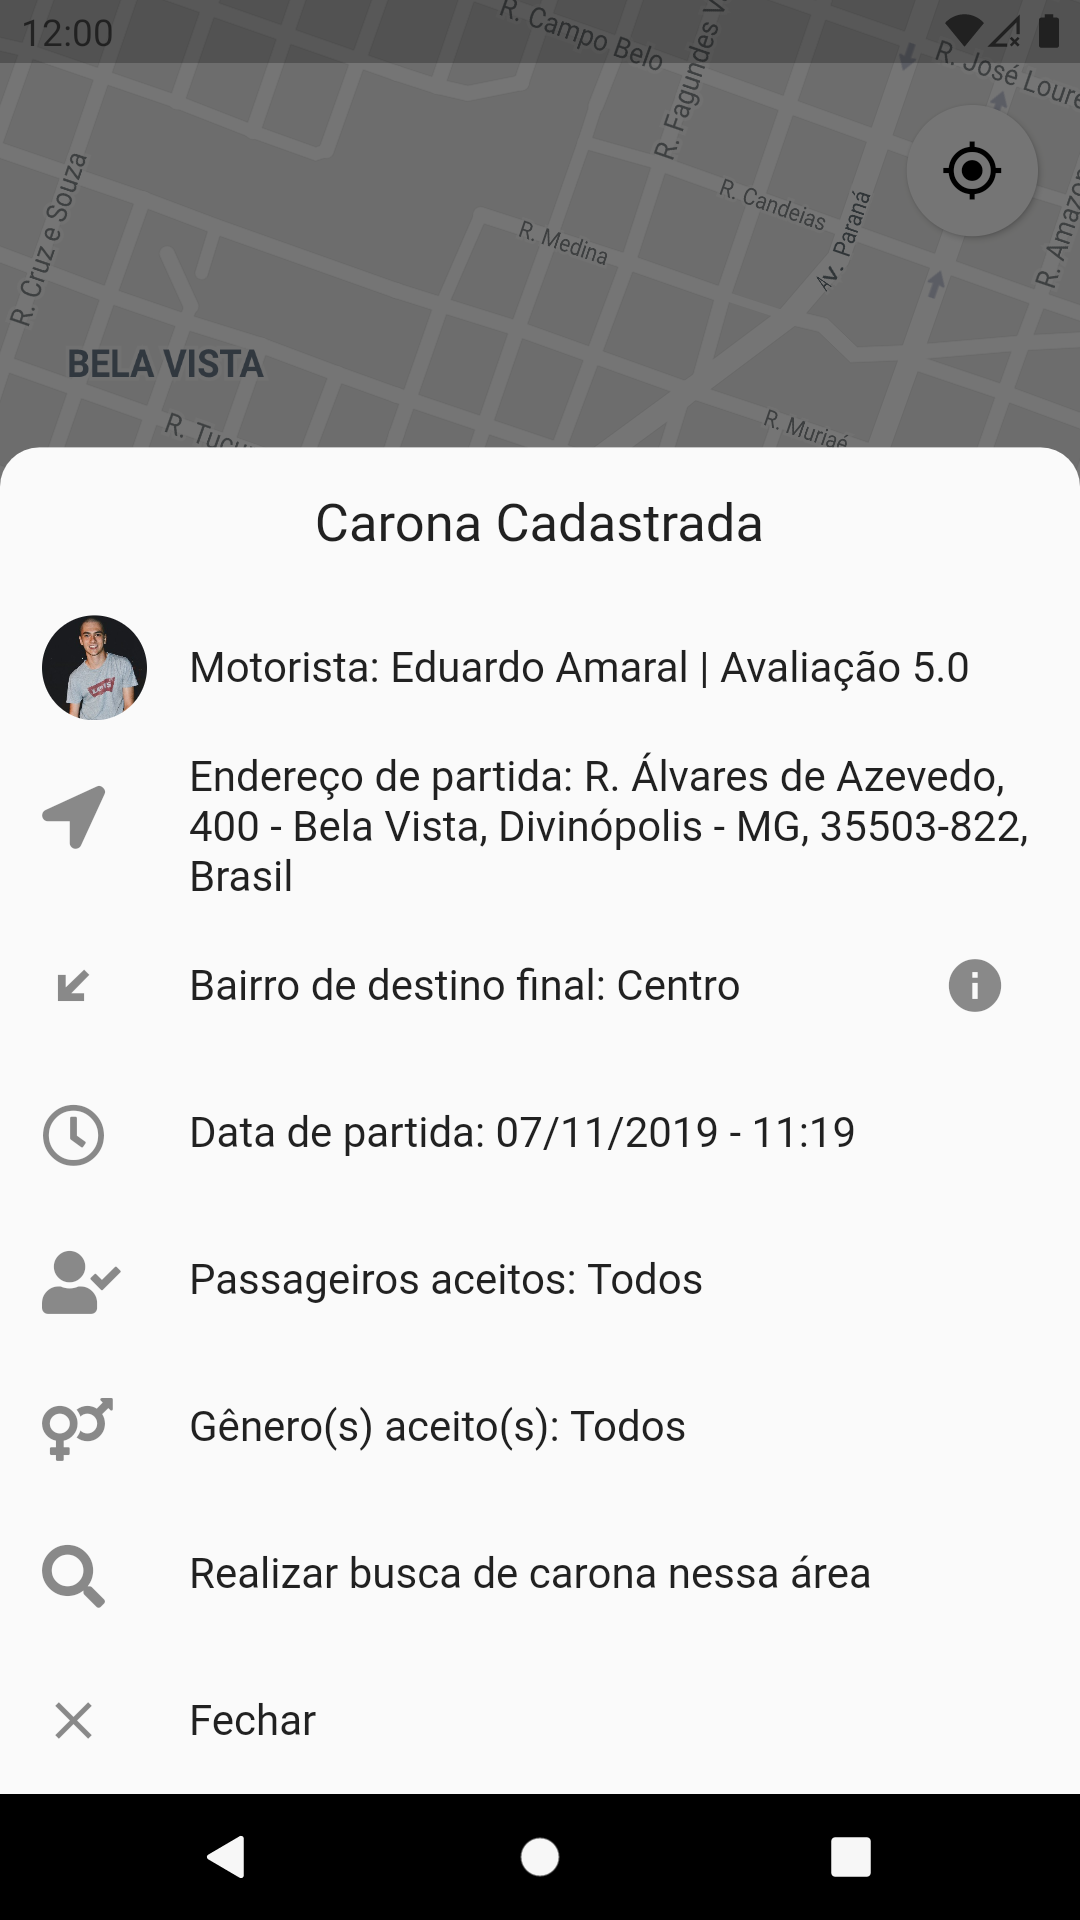 12:00
R. Campo Belo
R. Fagundes V
R. José Loure
R. Cruz e Souza
R. Candeias
Av. Paraná
R. Medina
R. Amazon
BELA VISTA
R. Tucu
R. Muriaé
Carona Cadastrada
Motorista: Eduardo Amaral | Avaliação 5.0
Endereço de partida: R. Álvares de Azevedo,
400 - Bela Vista, Divinópolis - MG, 35503-822,
Brasil
Bairro de destino final: Centro
Data de partida: 07/11/2019 - 11:19
Passageiros aceitos: Todos
Gênero(s) aceito(s): Todos
Realizar busca de carona nessa área
Fechar